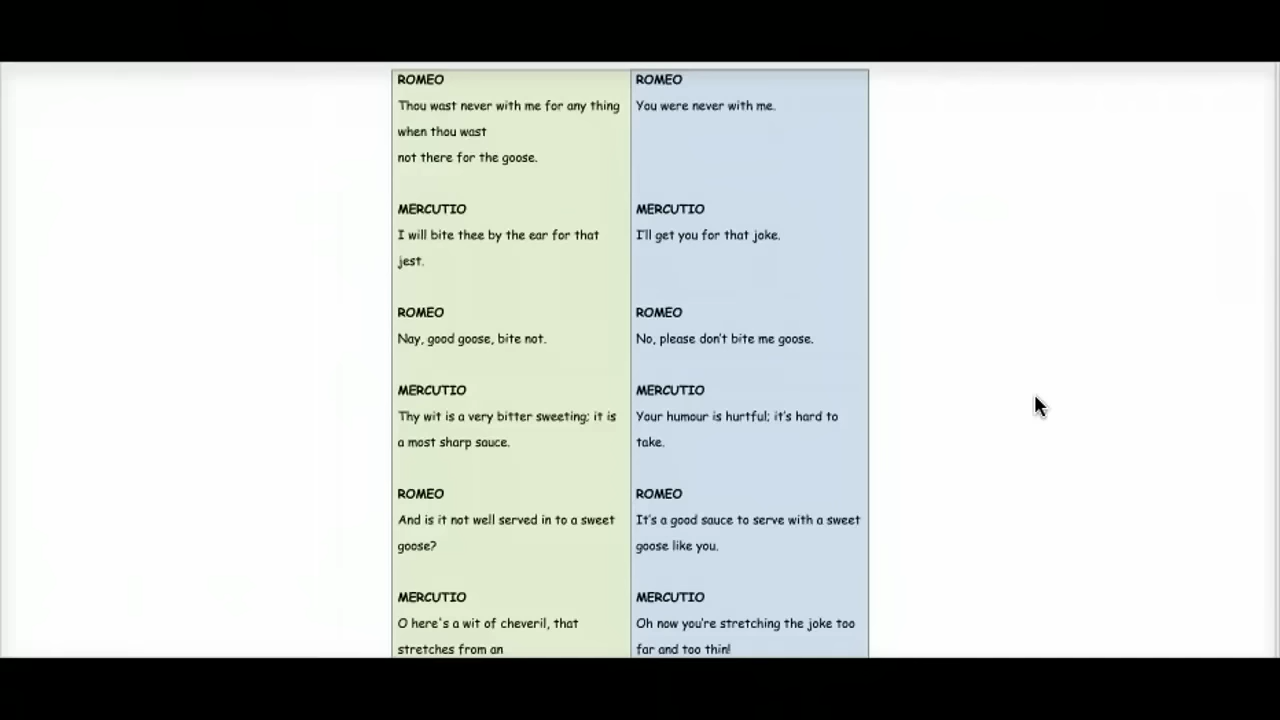 ROMEO
Thou wast never with me for any thing
when thou wast
not there for the goose.
MERCUTIO
I will bite thee by the ear for that
jest.
ROMEO
Nay, good goose, bite not.
MERCUTIO
Thy wit is a very bitter sweeting; it is
a most sharp sauce.
ROMEO
And is it not well served in to a sweet
goose?
MERCUTIO
O here's a wit of cheveril, that
stretches from an
ROMEO
You were never with me.
MERCUTIO
I'll get you for that joke.
ROMEO
No, please don't bite me goose.
MERCUTIO
Your humour is hurtful; it's hard to
take.
ROMEO
It's a good sauce to serve with a sweet
goose like you.
MERCUTIO
Oh now you're stretching the joke too
far and too thin!